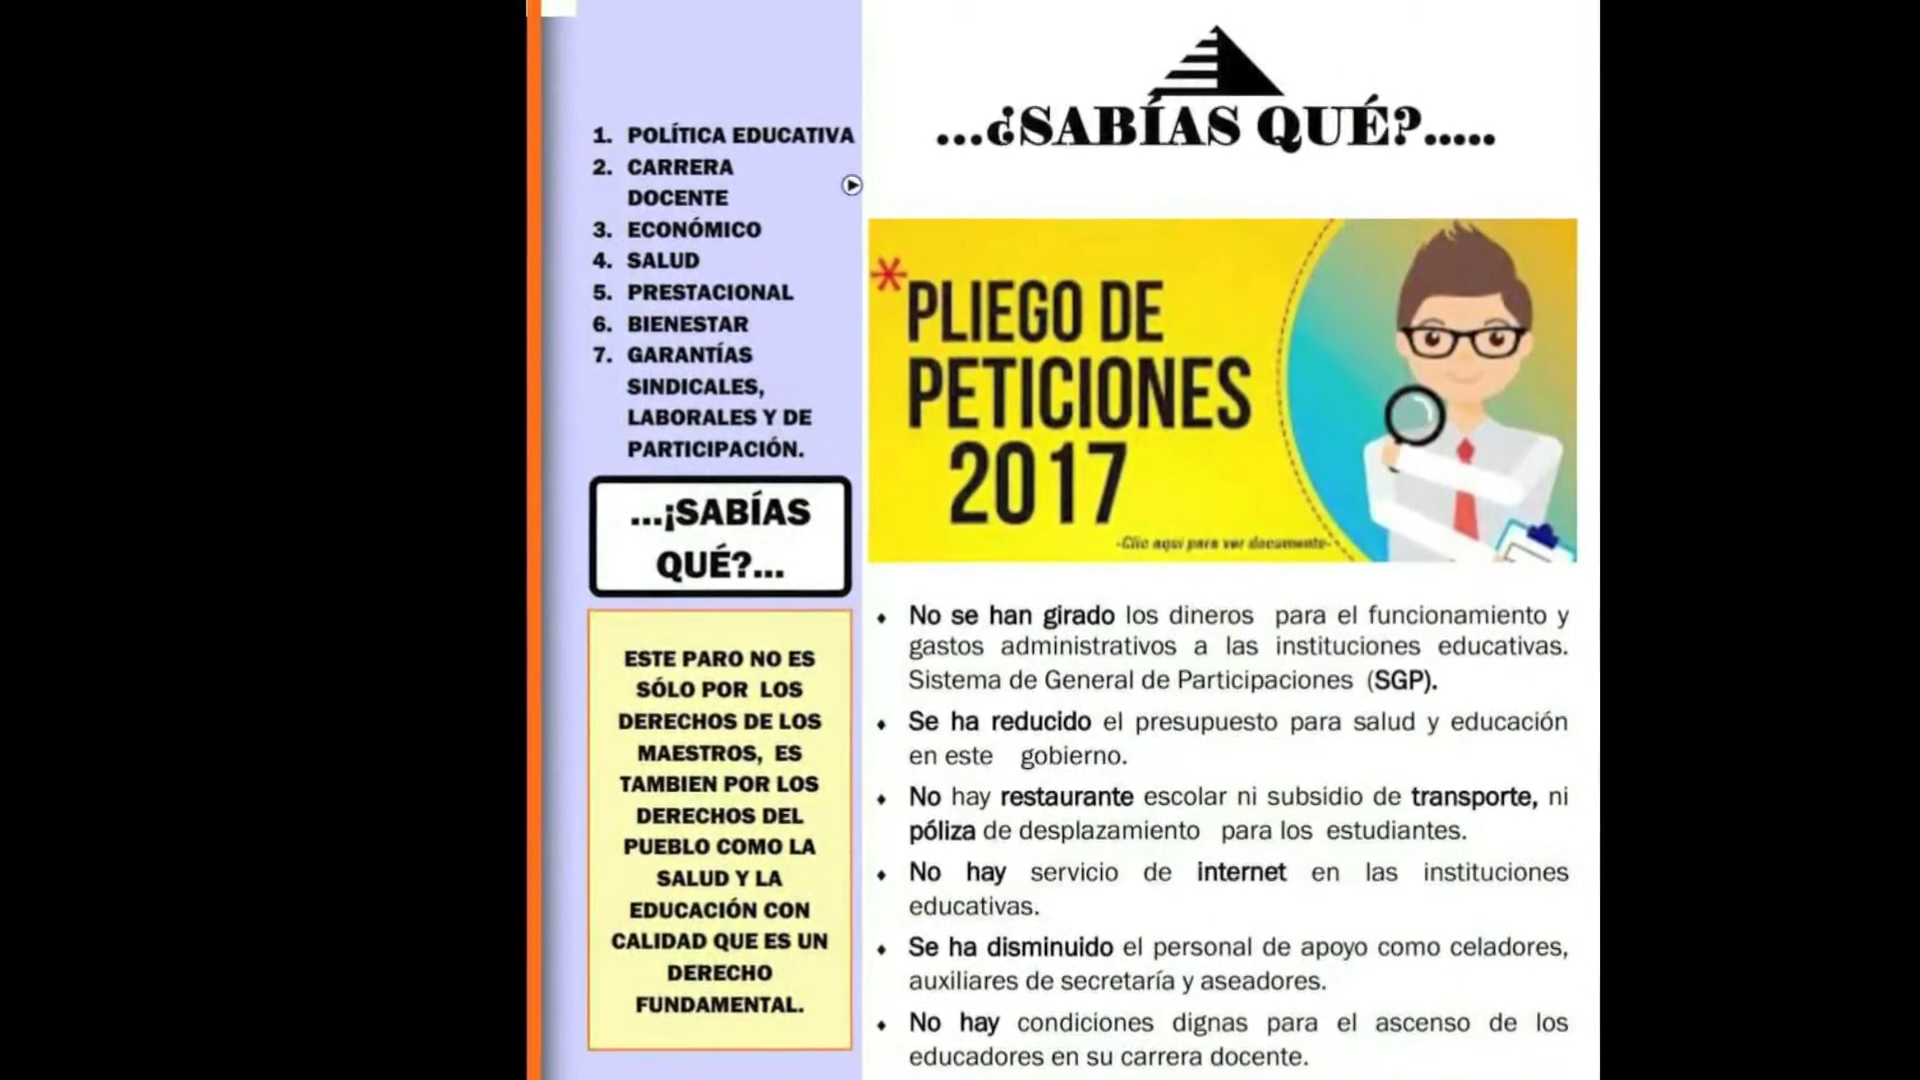 1. POLÍTICA EDUCATIVA
2. CARRERA
DOCENTE
3. ECONÓMICO
4. SALUD
5. PRESTACIONAL
6. BIENESTAR
7. GARANTÍAS
SINDICALES,
LABORALES Y DE
PARTICIPACIÓN.
...¡SABÍAS
QUÉ?...
ESTE PARO NO ES
SÓLO POR LOS
DERECHOS DE LOS
MAESTROS, ES
TAMBIEN POR LOS
DERECHOS DEL
PUEBLO COMO LA
SALUD Y LA
EDUCACIÓN CON
CALIDAD QUE ES UN
DERECHO
FUNDAMENTAL.
...¿SABÍAS QUÉ?.....
*PLIEGO DE
PETICIONES
2017
-Clic aquí para ver documento-
No se han girado los dineros para el funcionamiento y
gastos administrativos a las instituciones educativas.
Sistema de General de Participaciones (SGP).
Se ha reducido el presupuesto para salud y educación
en este gobierno.
No hay restaurante escolar ni subsidio de transporte, ni
póliza de desplazamiento para los estudiantes.
No hay servicio de internet en las instituciones
educativas.
Se ha disminuido el personal de apoyo como celadores,
auxiliares de secretaría y aseadores.
No hay condiciones dignas para el ascenso de los
educadores en su carrera docente.